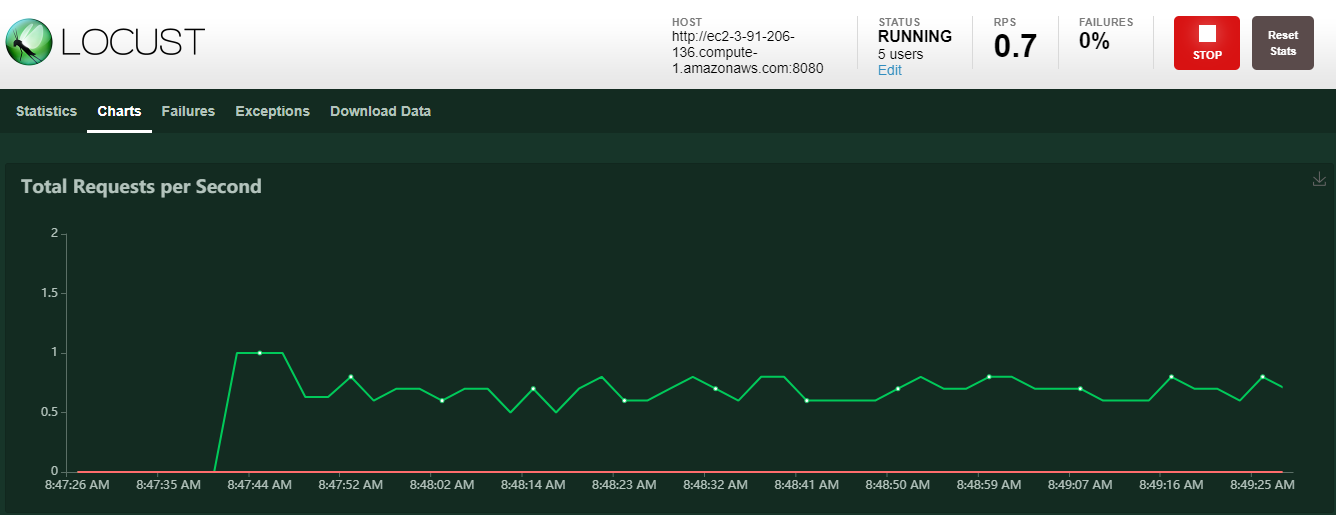 LOCUST
HOST
http://ec2-3-91-206-
136.compute-
1.amazonaws.com:8080
STATUS
RUNNING
5 users
Edit
RPS
0.7
FAILURES
0%
STOP
Reset
Stats
Statistics Charts Failures Exceptions Download Data
Total Requests per Second
2
1.5
1
0.5
0
8:47:26 AM 8:47:35 AM 8:47:44 AM 8:47:52 AM 8:48:02 AM 8:48:14 AM 8:48:23 AM 8:48:32 AM 8:48:41 AM 8:48:50 AM 8:48:59 AM 8:49:07 AM 8:49:16 AM 8:49:25 AM